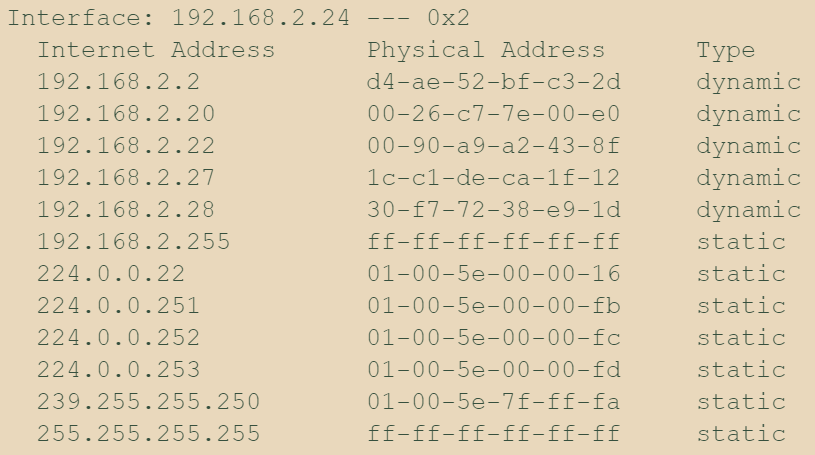 Interface: 192.168.2.24 --- 0x2
Internet Address Physical Address Type
192.168.2.2 d4-ae-52-bf-c3-2d dynamic
192.168.2.20 00-26-c7-7e-00-e0 dynamic
192.168.2.22 00-90-a9-a2-43-8f dynamic
192.168.2.27 1c-c1-de-ca-1f-12 dynamic
192.168.2.28 30-f7-72-38-e9-1d dynamic
192.168.2.255 ff-ff-ff-ff-ff-ff static
224.0.0.22 01-00-5e-00-00-16 static
224.0.0.251 01-00-5e-00-00-fb static
224.0.0.252 01-00-5e-00-00-fc static
224.0.0.253 01-00-5e-00-00-fd static
239.255.255.250 01-00-5e-7f-ff-fa static
255.255.255.255 ff-ff-ff-ff-ff-ff static